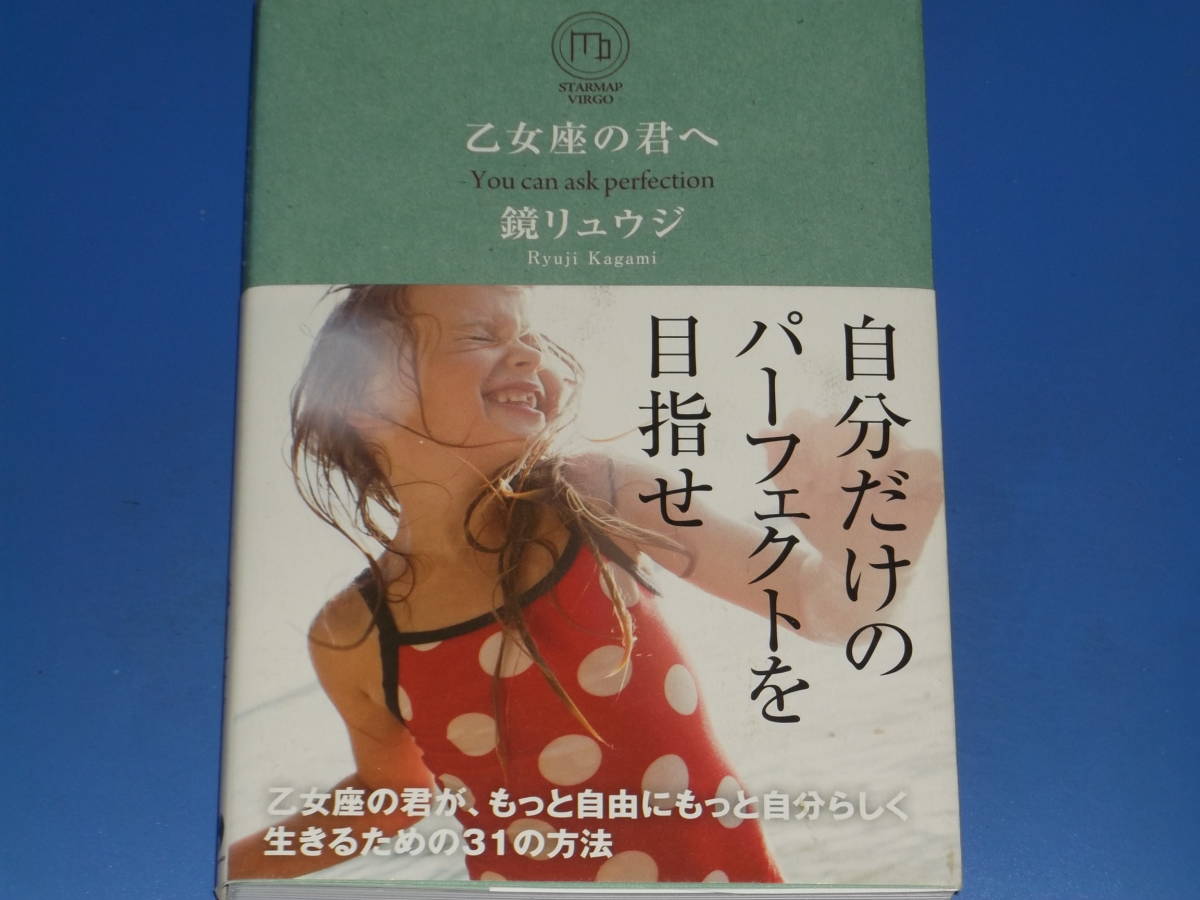 STARMAP
VIRGO
乙女座の君へ
You can ask perfection
鏡リュウジ
Ryuji Kagami
自分だけの
パーフェクトを
目指せ
乙女座の君が、もっと自由にもっと自分らしく
生きるための31の方法